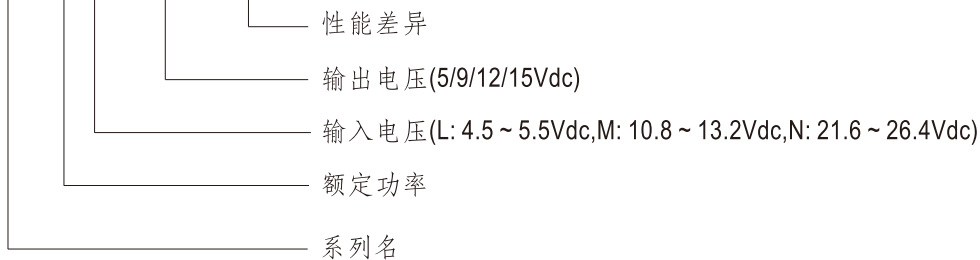 性能差异
输出电压(5/9/12/15Vdc)
输入电压(L: 4.5 ~ 5.5Vdc,M: 10.8 ~ 13.2Vdc,N: 21.6 ~ 26.4Vdc)
额定功率
系列名